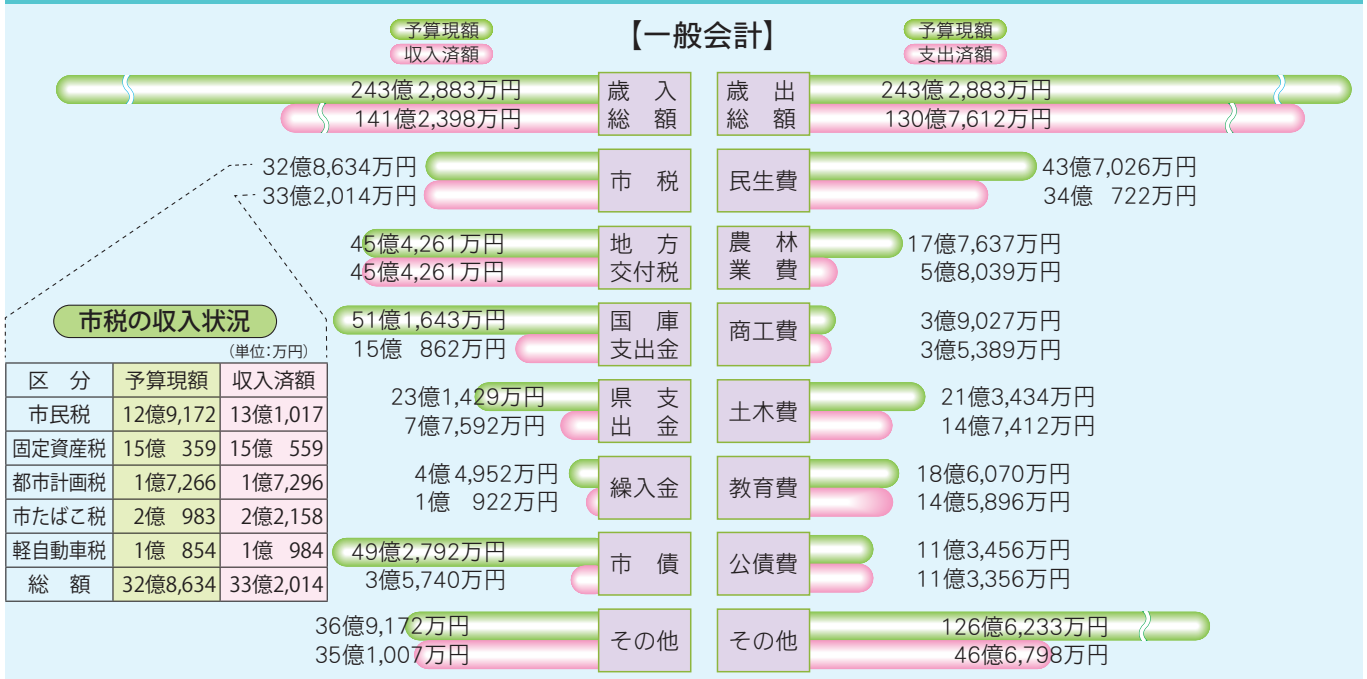 【一般会計】
予算現額
収入済額
予算現額
支出済額
243億2,883万円
141億2,398万円
歳入
総額
歳出
総額
243億2,883万円
130億7,612万円
32億8,634万円
33億2,014万円
市税
民生費
43億7,026万円
34億 722万円
45億4,261万円
45億4,261万円
地方
交付税
農林
業費
17億7,637万円
5億8,039万円
51億1,643万円
15億 862万円
国庫
支出金
商工費
3億9,027万円
3億5,389万円
23億1,429万円
7億7,592万円
県支
出金
土木費
21億3,434万円
14億7,412万円
4億4,952万円
1億 922万円
繰入金
教育費
18億6,070万円
14億5,896万円
49億2,792万円
3億5,740万円
市債
公債費
11億3,456万円
11億3,356万円
36億9,172万円
35億1,007万円
その他
その他
126億6,233万円
46億6,798万円
市税の収入状況
(単位:万円)
区分 予算現額 収入済額
市民税 12億9,172 13億1,017
固定資産税 15億 359 15億 559
都市計画税 1億7,266 1億7,296
市たばこ税 2億 983 2億2,158
軽自動車税 1億 854 1億 984
総額 32億8,634 33億2,014